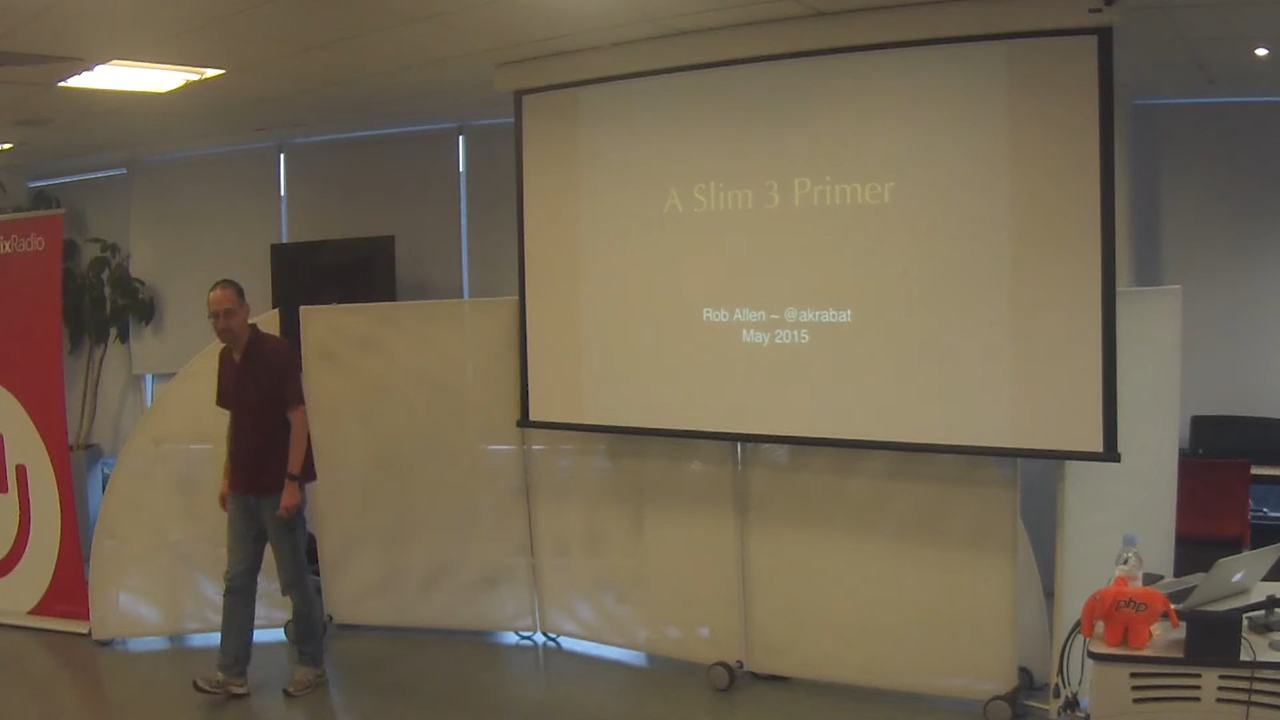 ixRadio
A Slim 3 Primer
Rob Allen ~ @akrabat
May 2015
php